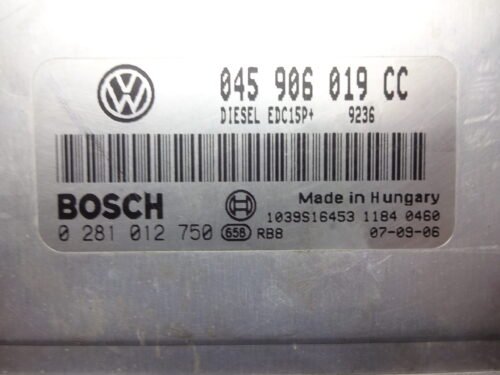 045 906 019 CC
DIESEL EDC15P+ 9236
BOSCH
Made in Hungary
1039S16453 1184 0460
0 281 012 750 658 RB8 07-09-06